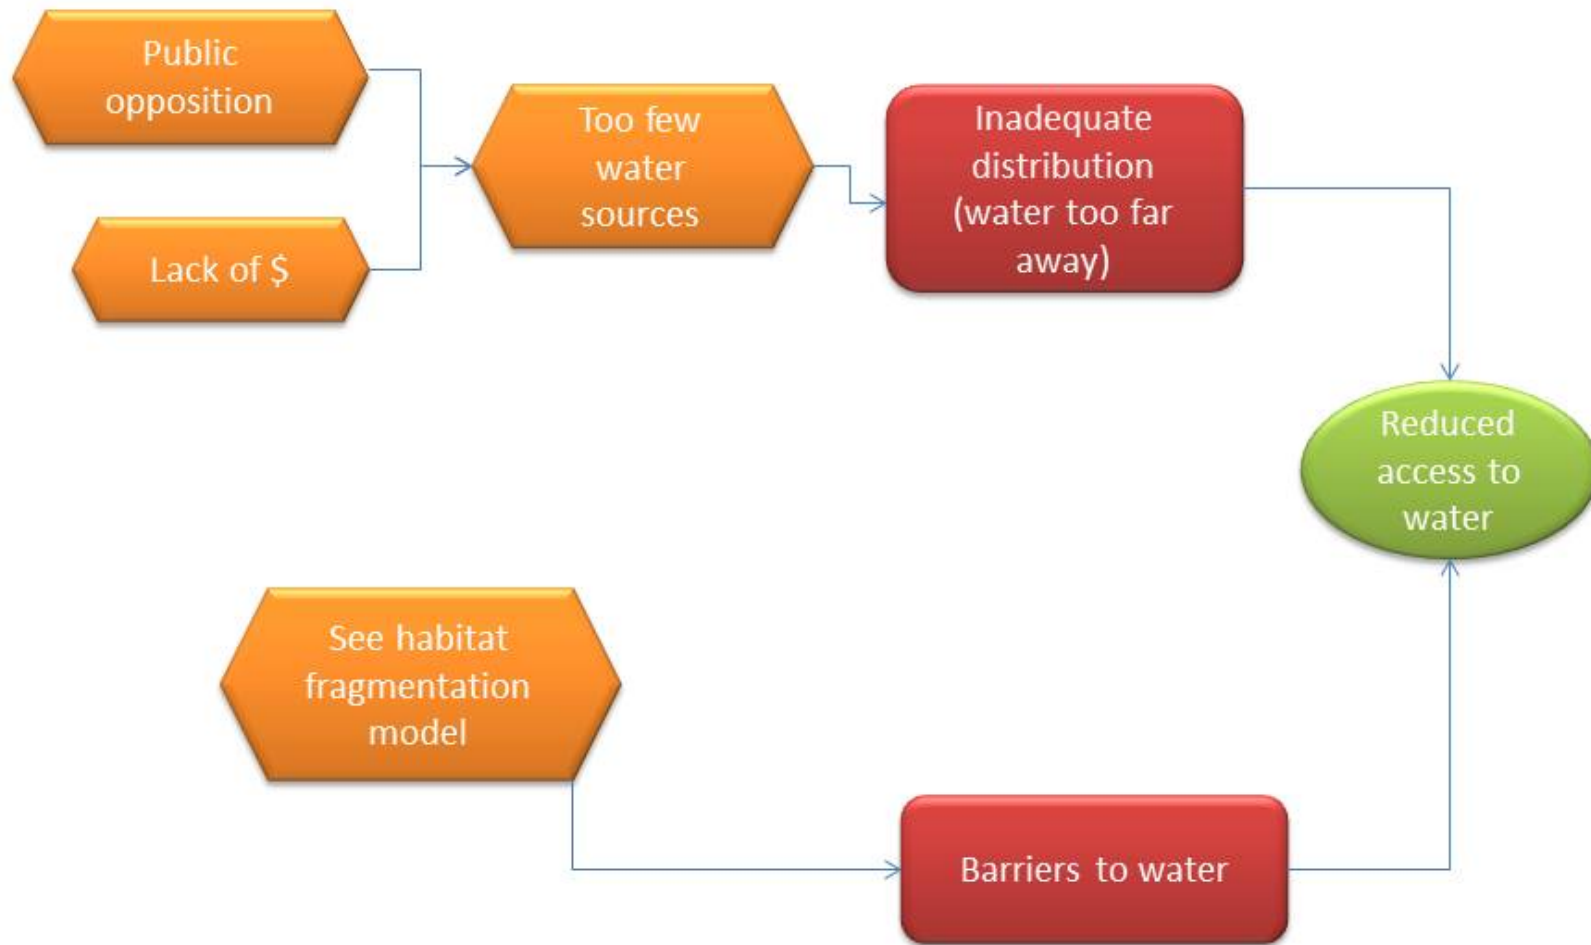 Public
opposition
Lack of $
Too few
water
sources
Inadequate
distribution
(water too far
away)
Reduced
access to
water
See habitat
fragmentation
model
Barriers to water